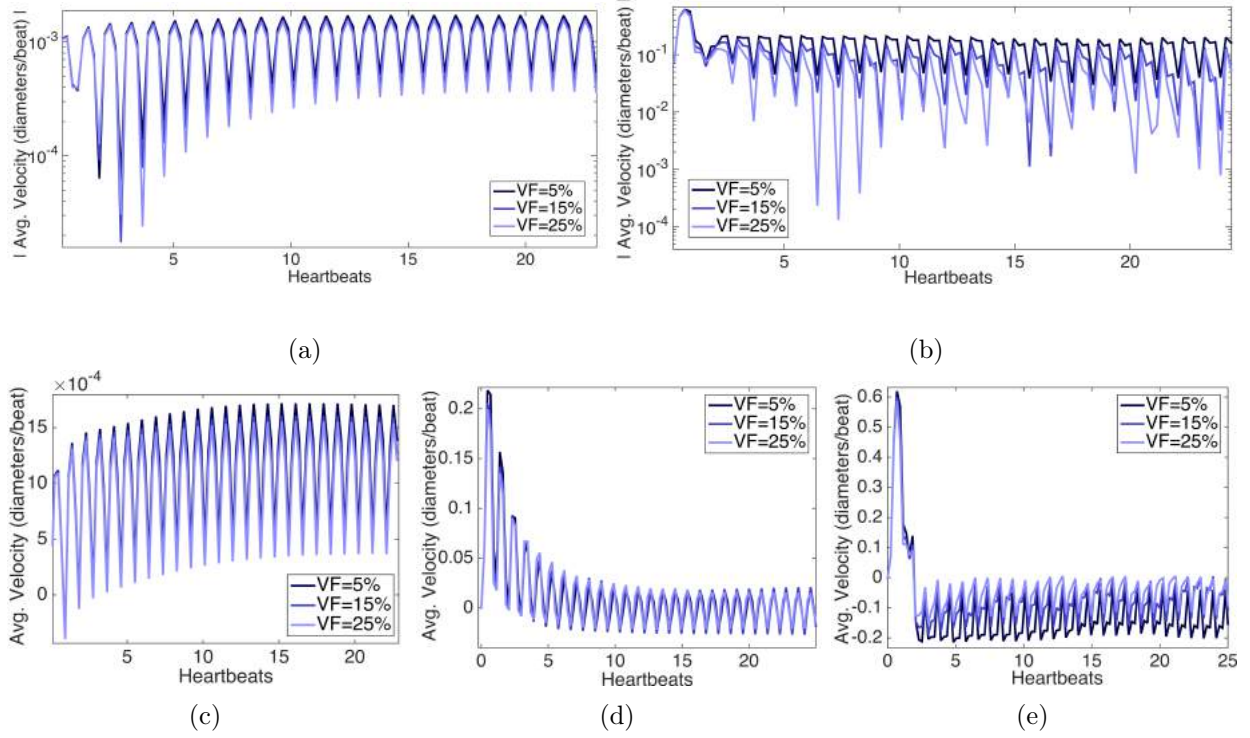 | Avg. Velocity (diameters/beat) |
10-3
10-4
5
10
15
20
Heartbeats
VF=5%
VF=15%
VF=25%
(a)
| Avg. Velocity (diameters/beat) |
10-1
10-2
10-3
10-4
5
10
15
20
Heartbeats
VF=5%
VF=15%
VF=25%
(b)
Avg. Velocity (diameters/beat)
×10-4
15
10
5
0
5
10
15
20
Heartbeats
VF=5%
VF=15%
VF=25%
(c)
Avg. Velocity (diameters/beat)
0.2
0.15
0.1
0.05
0
0
5
10
15
20
25
Heartbeats
VF=5%
VF=15%
VF=25%
(d)
Avg. Velocity (diameters/beat)
0.6
0.5
0.4
0.3
0.2
0.1
0
-0.1
-0.2
0
5
10
15
20
25
Heartbeats
VF=5%
VF=15%
VF=25%
(e)